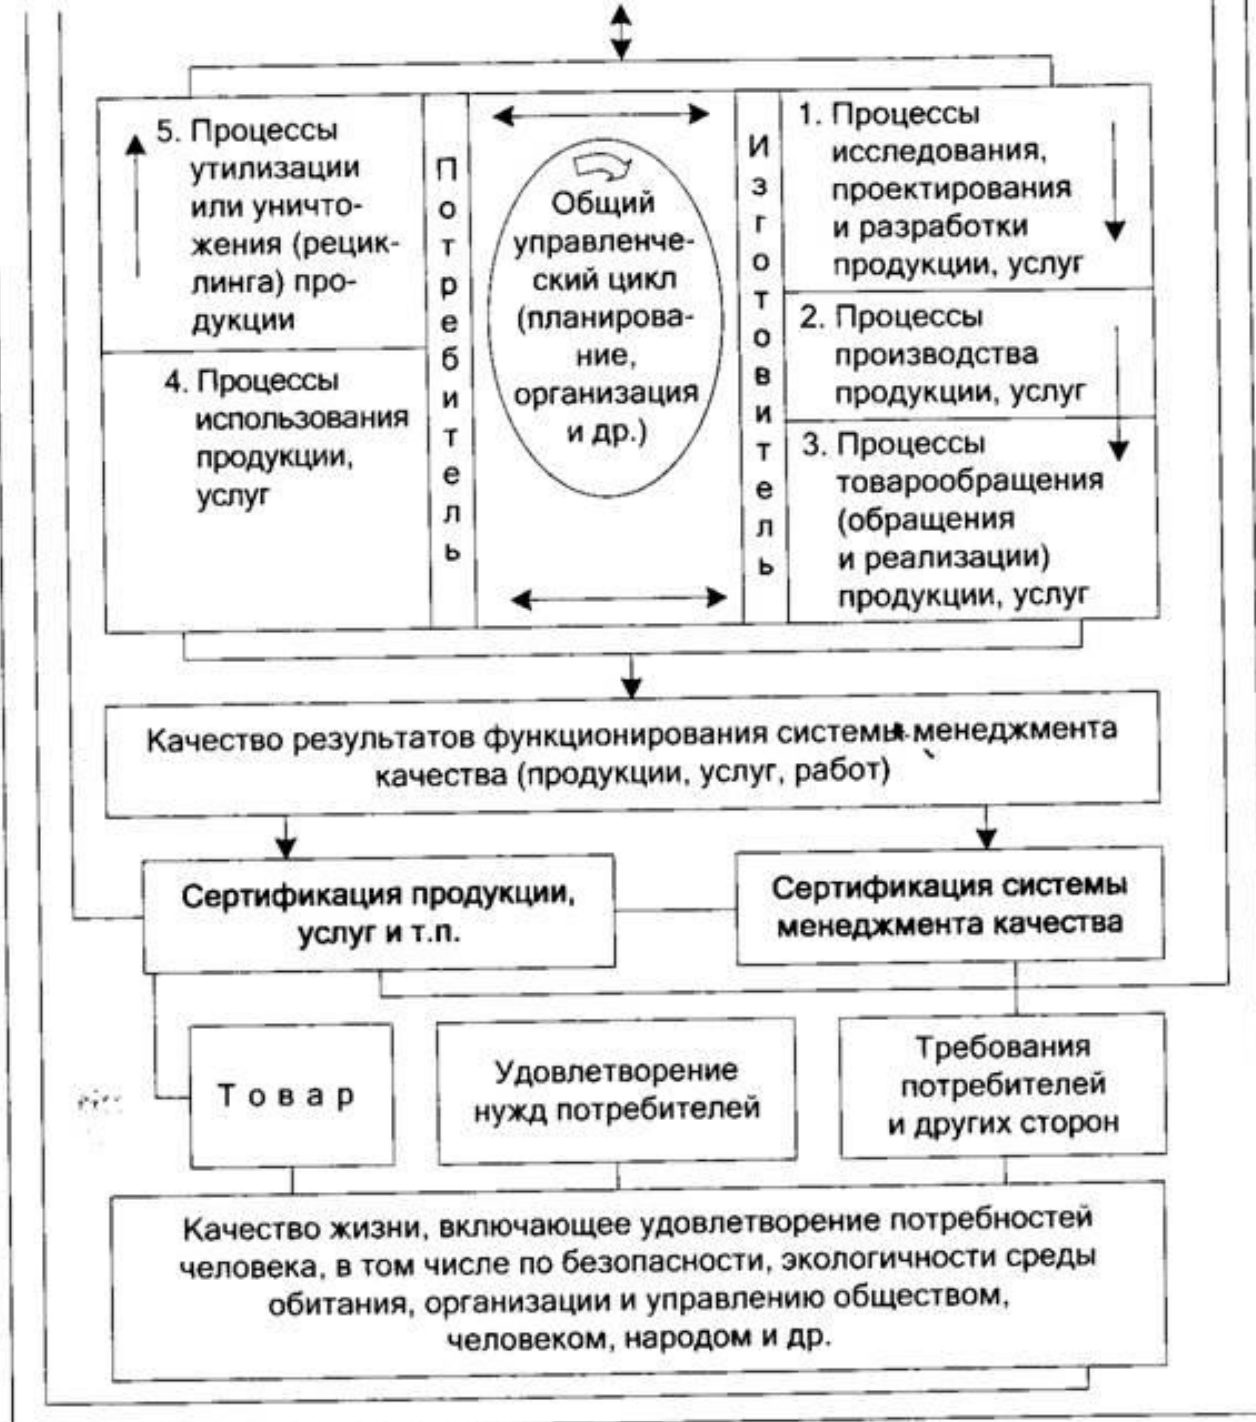 5. Процессы
утилизации
или уничто-
жения (рецик-
линга) про-
дукции
4. Процессы
использования
продукции,
услуг
Потребитель
Общий
управленче-
ский цикл
(планирова-
ние,
организация
и др.)
Изготовитель
1. Процессы
исследования,
проектирования
и разработки
продукции, услуг
2. Процессы
производства
продукции, услуг
3. Процессы
товарообращения
(обращения
и реализации)
продукции, услуг
Качество результатов функционирования системы менеджмента
качества (продукции, услуг, работ)
Сертификация продукции,
услуг и т.п.
Сертификация системы
менеджмента качества
Товар
Удовлетворение
нужд потребителей
Требования
потребителей
и других сторон
Качество жизни, включающее удовлетворение потребностей
человека, в том числе по безопасности, экологичности среды
обитания, организации и управлению обществом,
человеком, народом и др.